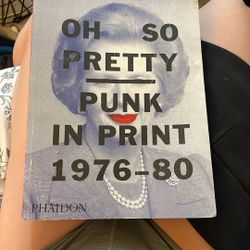 OH SO
PRETTY
PUNK
IN PRINT
1976–80
PHAIDON